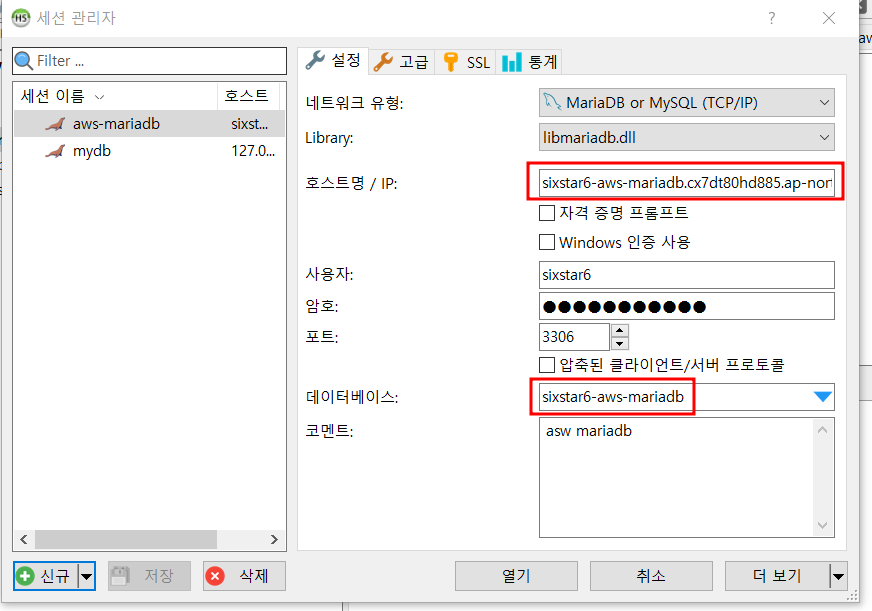 HS 세션 관리자
Filter ...
세션 이름 호스트
aws-mariadb sixst...
mydb 127.0...
설정 고급 SSL 통계
네트워크 유형: MariaDB or MySQL (TCP/IP)
Library: libmariadb.dll
호스트명 / IP: sixstar6-aws-mariadb.cx7dt80hd885.ap-nor
자격 증명 프롬프트
Windows 인증 사용
사용자: sixstar6
암호: ●●●●●●●●●●●
포트: 3306
압축된 클라이언트/서버 프로토콜
데이터베이스: sixstar6-aws-mariadb
코멘트: asw mariadb
신규 저장 삭제 열기 취소 더 보기